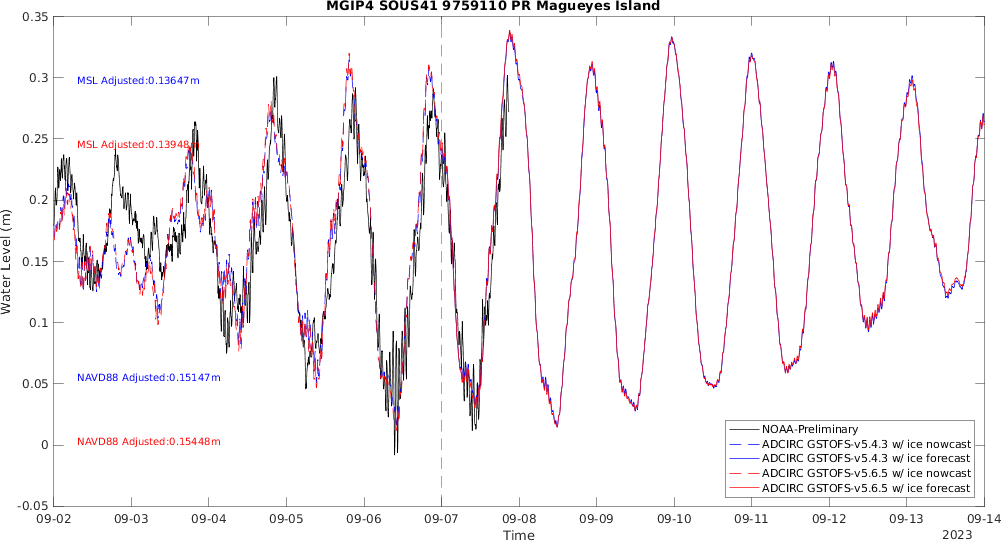 MGIP4 SOUS41 9759110 PR Magueyes Island
0.35
0.3
0.25
0.2
0.15
0.1
0.05
0
-0.05
Water Level (m)
MSL Adjusted:0.13647m
MSL Adjusted:0.13948m
NAVD88 Adjusted:0.15147m
NAVD88 Adjusted:0.15448m
NOAA-Preliminary
ADCIRC GSTOFS-v5.4.3 w/ ice nowcast
ADCIRC GSTOFS-v5.4.3 w/ ice forecast
ADCIRC GSTOFS-v5.6.5 w/ ice nowcast
ADCIRC GSTOFS-v5.6.5 w/ ice forecast
09-02 09-03 09-04 09-05 09-06 09-07 09-08 09-09 09-10 09-11 09-12 09-13 09-14
Time
2023